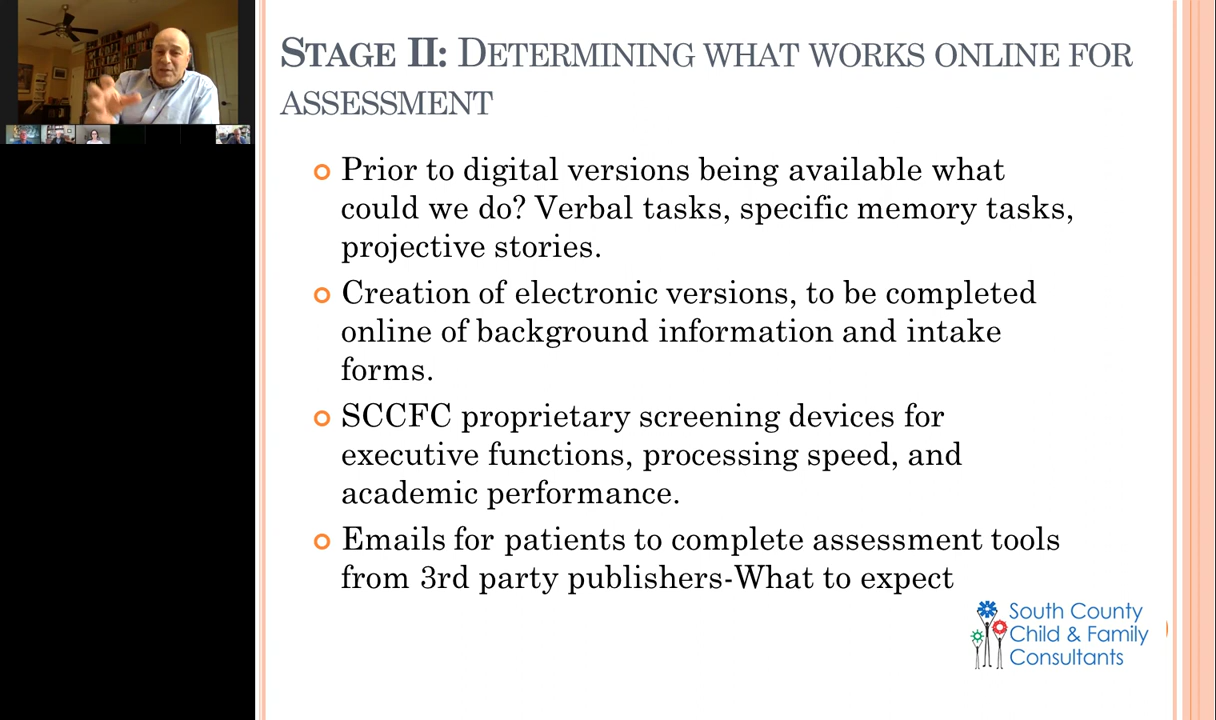 STAGE II: DETERMINING WHAT WORKS ONLINE FOR
ASSESSMENT
Prior to digital versions being available what
could we do? Verbal tasks, specific memory tasks,
projective stories.
Creation of electronic versions, to be completed
online of background information and intake
forms.
SCCFC proprietary screening devices for
executive functions, processing speed, and
academic performance.
Emails for patients to complete assessment tools
from 3rd party publishers-What to expect
South County
Child & Family
Consultants